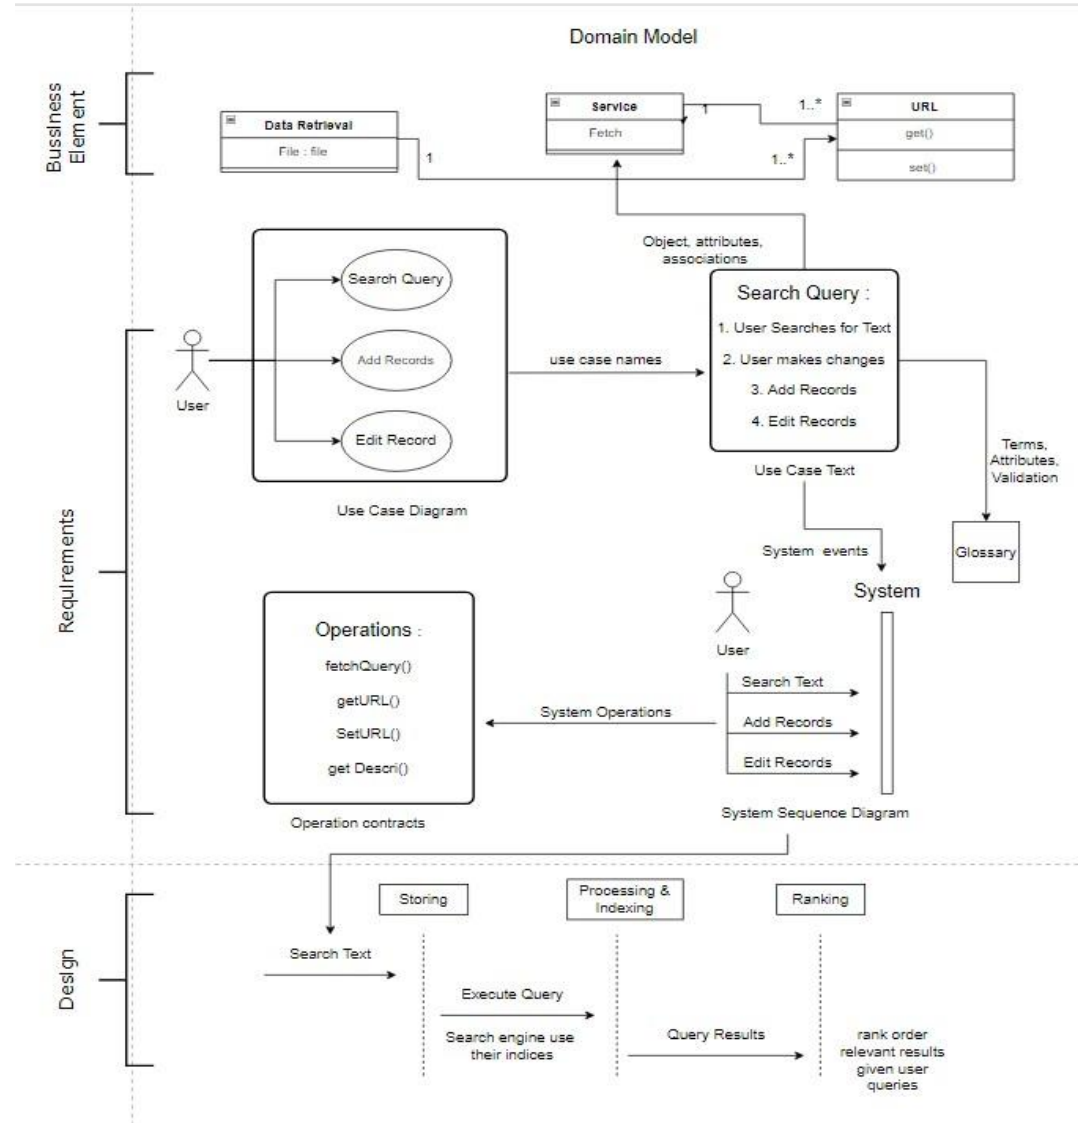 Domain Model
Bussiness
Element
Data Retrieval
File : file
1
Service
Fetch
1
1..*
1..*
URL
get()
set()
Object, attributes,
associations
Requirements
User
Search Query
Add Records
Edit Record
Use Case Diagram
use case names
Search Query :
1. User Searches for Text
2. User makes changes
3. Add Records
4. Edit Records
Use Case Text
Terms,
Attributes,
Validation
Glossary
System events
System
User
Search Text
Add Records
Edit Records
System Sequence Diagram
System Operations
Operations :
fetchQuery()
getURL()
SetURL()
get Descri()
Operation contracts
Design
Storing
Processing &
Indexing
Ranking
Search Text
Execute Query
Search engine use
their indices
Query Results
rank order
relevant results
given user
queries